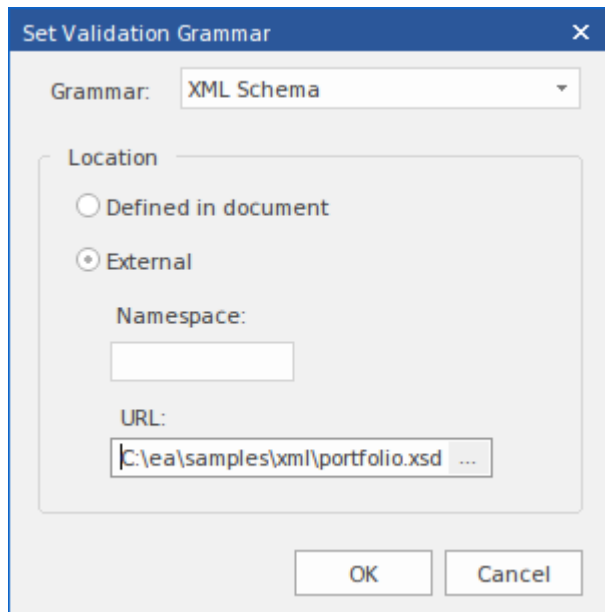 Set Validation Grammar
Grammar: XML Schema
Location
Defined in document
External
Namespace:
URL:
C:\ea\samples\xml\portfolio.xsd ...
OK Cancel